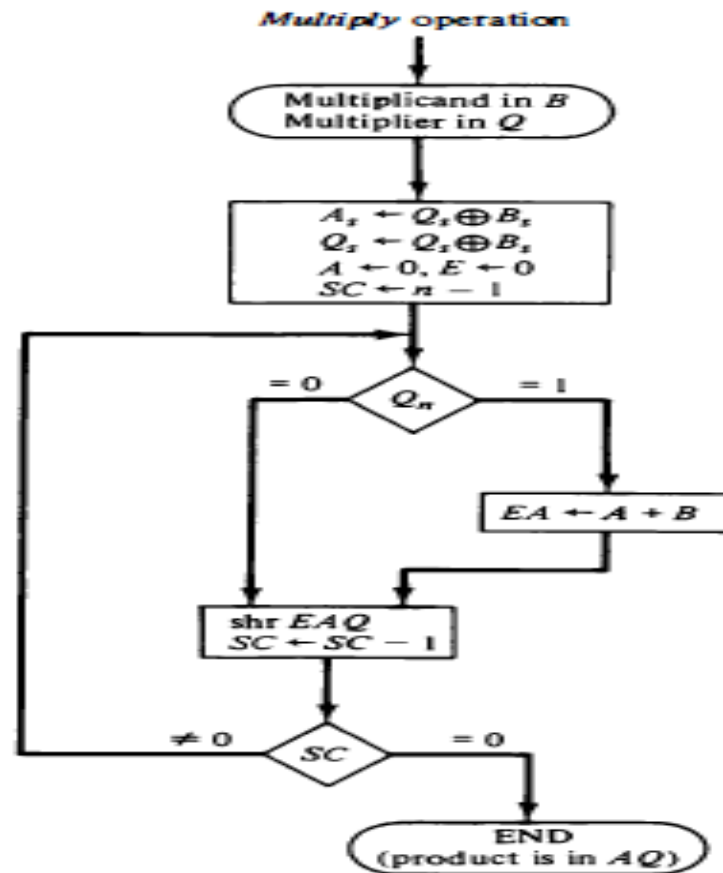 Multiply operation
Multiplicand in B
Multiplier in Q
Aₛ ← Qₛ ⊕ Bₛ
Qₛ ← Qₛ ⊕ Bₛ
A ← 0, E ← 0
SC ← n − 1
= 0
Qₙ
= 1
EA ← A + B
shr EAQ
SC ← SC − 1
≠ 0
SC
= 0
END
(product is in AQ)